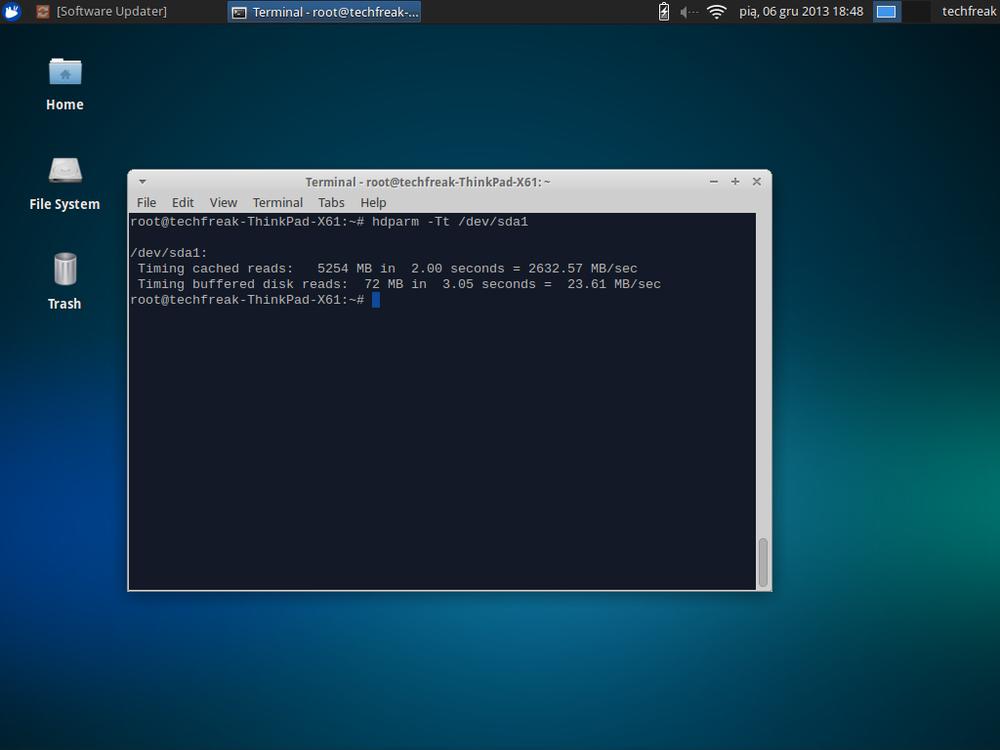 [Software Updater] Terminal - root@techfreak-... pią, 06 gru 2013 18:48 techfreak
Home
File System
Trash
Terminal - root@techfreak-ThinkPad-X61: ~
File Edit View Terminal Tabs Help
root@techfreak-ThinkPad-X61:~# hdparm -Tt /dev/sda1
/dev/sda1:
 Timing cached reads:   5254 MB in  2.00 seconds = 2632.57 MB/sec
 Timing buffered disk reads:  72 MB in  3.05 seconds =  23.61 MB/sec
root@techfreak-ThinkPad-X61:~#